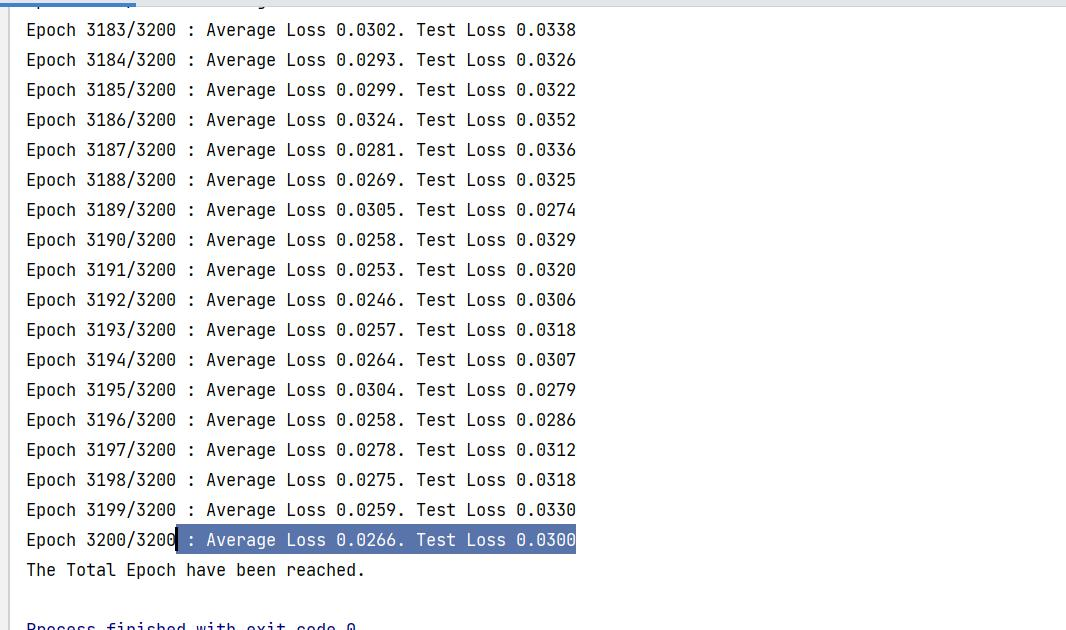 Epoch 3183/3200 : Average Loss 0.0302. Test Loss 0.0338
Epoch 3184/3200 : Average Loss 0.0293. Test Loss 0.0326
Epoch 3185/3200 : Average Loss 0.0299. Test Loss 0.0322
Epoch 3186/3200 : Average Loss 0.0324. Test Loss 0.0352
Epoch 3187/3200 : Average Loss 0.0281. Test Loss 0.0336
Epoch 3188/3200 : Average Loss 0.0269. Test Loss 0.0325
Epoch 3189/3200 : Average Loss 0.0305. Test Loss 0.0274
Epoch 3190/3200 : Average Loss 0.0258. Test Loss 0.0329
Epoch 3191/3200 : Average Loss 0.0253. Test Loss 0.0320
Epoch 3192/3200 : Average Loss 0.0246. Test Loss 0.0306
Epoch 3193/3200 : Average Loss 0.0257. Test Loss 0.0318
Epoch 3194/3200 : Average Loss 0.0264. Test Loss 0.0307
Epoch 3195/3200 : Average Loss 0.0304. Test Loss 0.0279
Epoch 3196/3200 : Average Loss 0.0258. Test Loss 0.0286
Epoch 3197/3200 : Average Loss 0.0278. Test Loss 0.0312
Epoch 3198/3200 : Average Loss 0.0275. Test Loss 0.0318
Epoch 3199/3200 : Average Loss 0.0259. Test Loss 0.0330
Epoch 3200/3200 : Average Loss 0.0266. Test Loss 0.0300
The Total Epoch have been reached.
Process finished with exit code 0